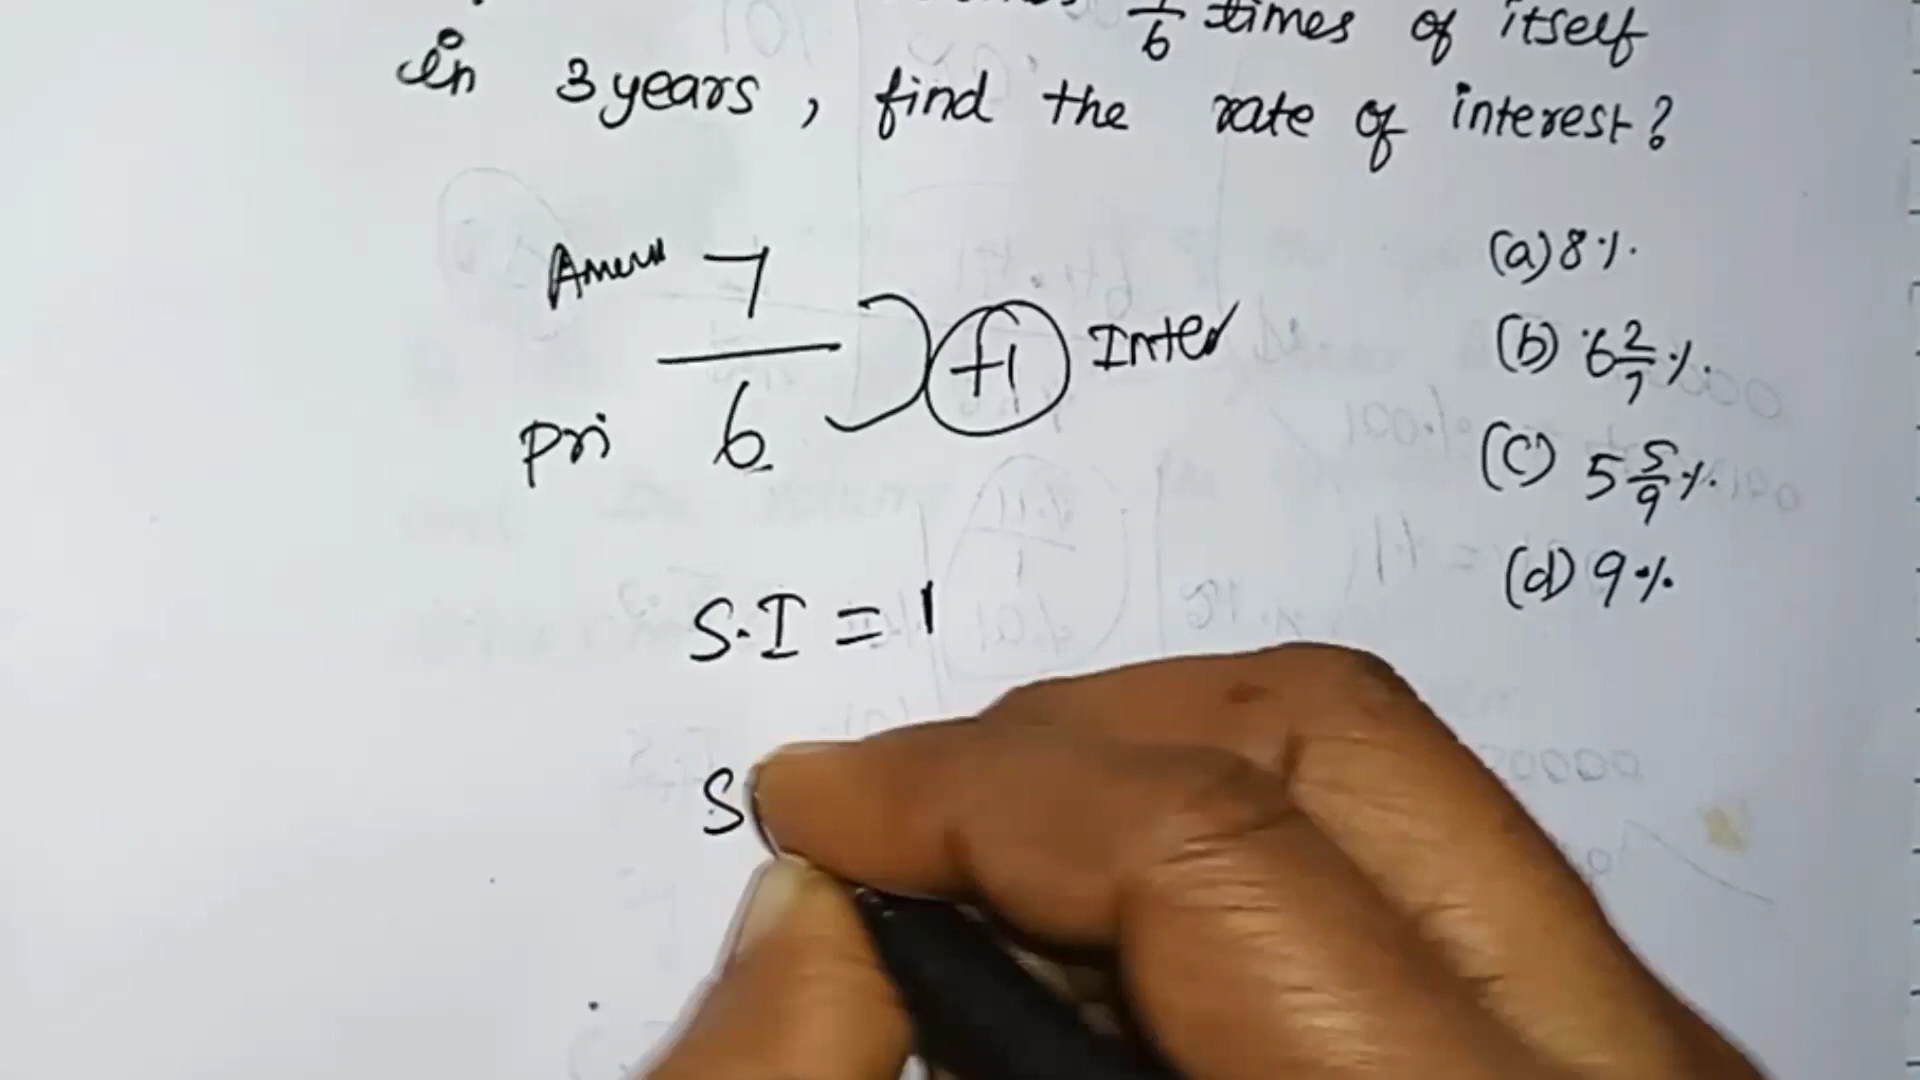 6 times of itself
in 3 years, find the rate of interest?
7
(a) 8%
+1 Inter
(b) 6 2/7 %
Pri 6
(c) 5 5/9 %
(d) 9%
S.I = 1
S